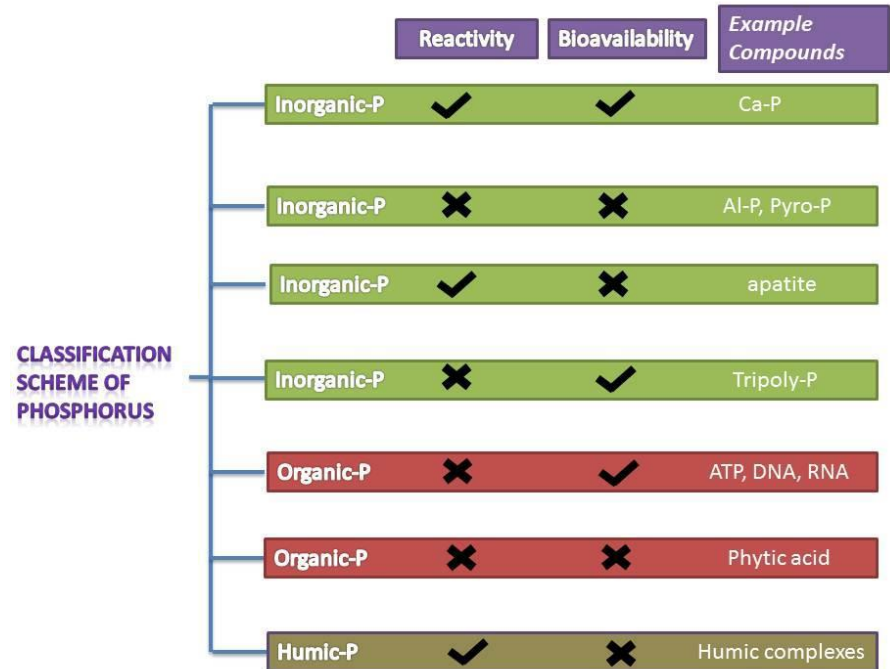 Reactivity Bioavailability Example
Compounds
Inorganic-P Ca-P
Inorganic-P Al-P, Pyro-P
Inorganic-P apatite
CLASSIFICATION
SCHEME OF
PHOSPHORUS
Inorganic-P Tripoly-P
Organic-P ATP, DNA, RNA
Organic-P Phytic acid
Humic-P Humic complexes